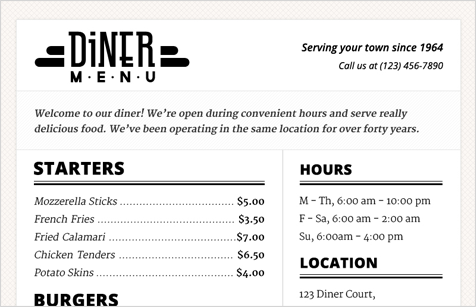 DiNER
M·E·N·U
Serving your town since 1964
Call us at (123) 456-7890
Welcome to our diner! We're open during convenient hours and serve really
delicious food. We've been operating in the same location for over forty years.
STARTERS
Mozzerella Sticks ........................................ $5.00
French Fries ........................................ $3.50
Fried Calamari ........................................ $7.00
Chicken Tenders ........................................ $6.50
Potato Skins ........................................ $4.00
BURGERS
HOURS
M - Th, 6:00 am - 10:00 pm
F - Sa, 6:00 am - 2:00 am
Su, 6:00am - 4:00 pm
LOCATION
123 Diner Court,